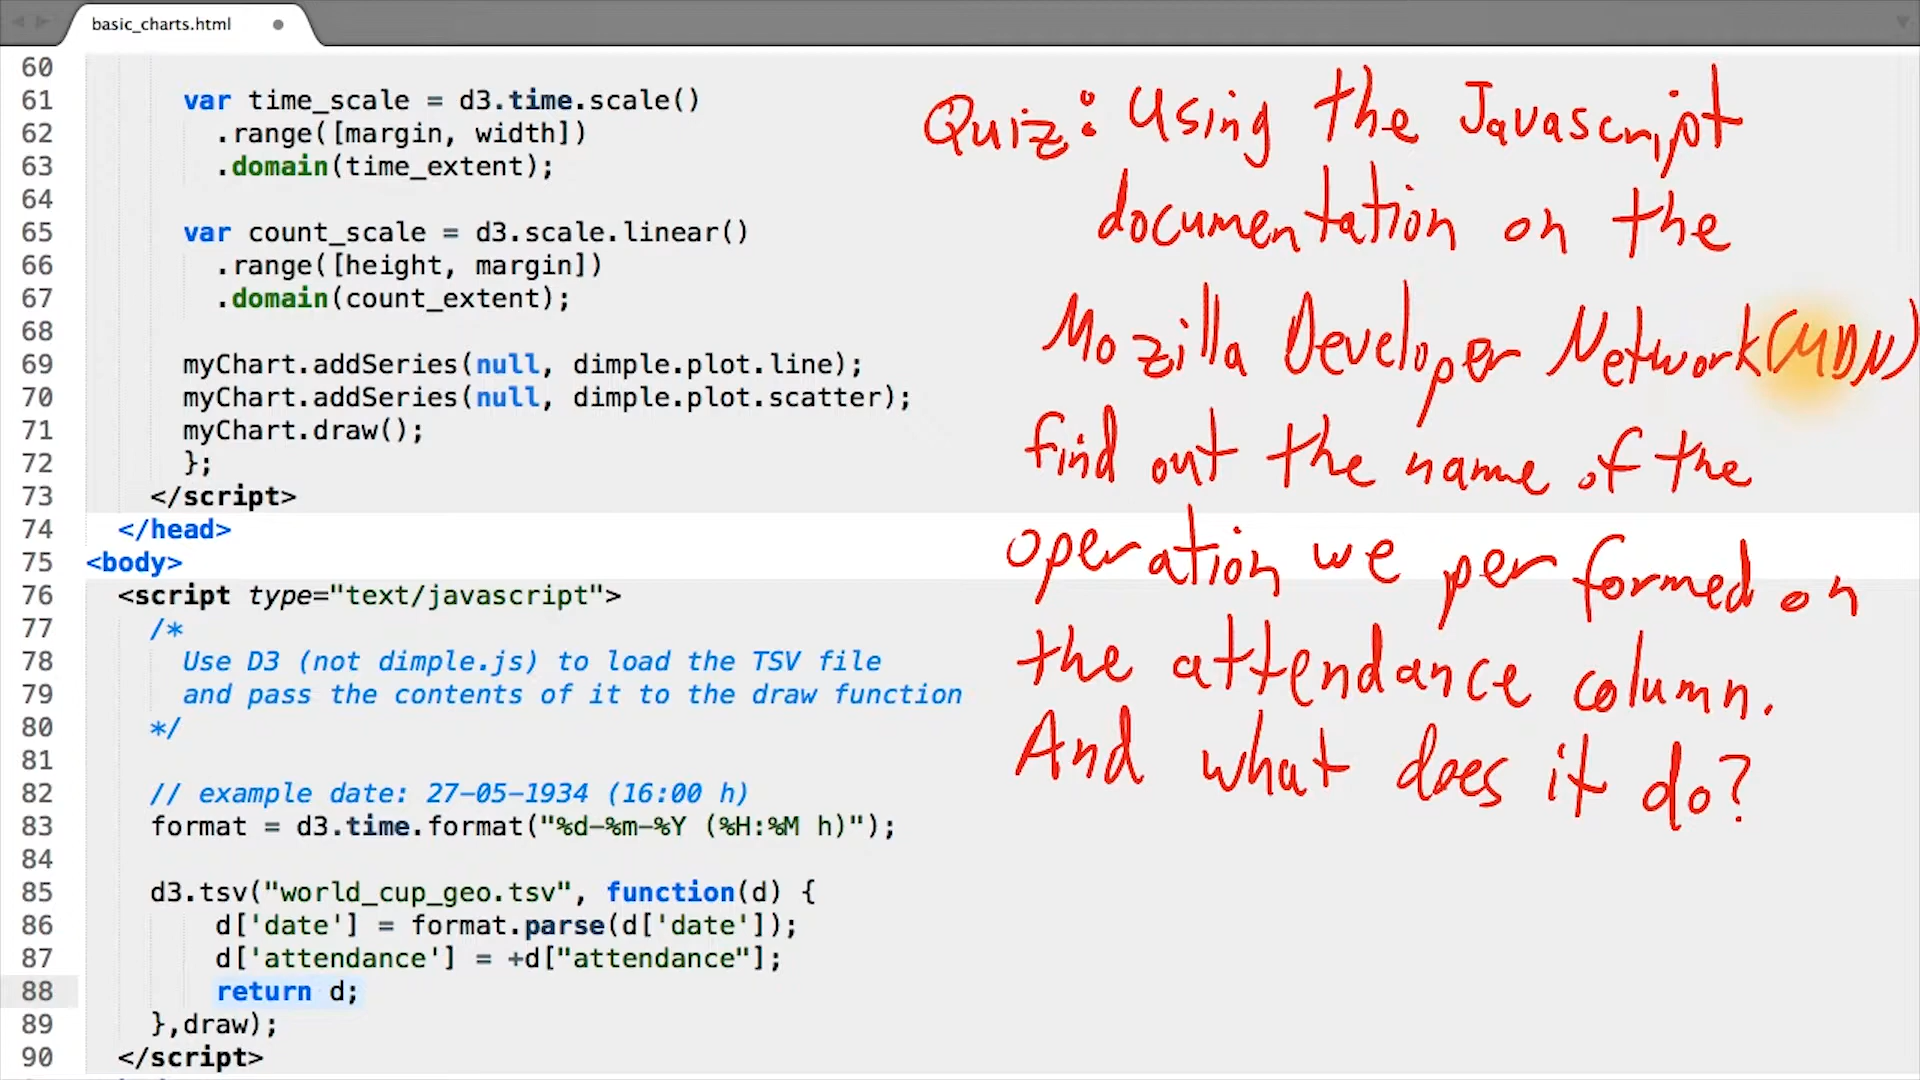 basic_charts.html
60
61 var time_scale = d3.time.scale()
62 .range([margin, width])
63 .domain(time_extent);
64
65 var count_scale = d3.scale.linear()
66 .range([height, margin])
67 .domain(count_extent);
68
69 myChart.addSeries(null, dimple.plot.line);
70 myChart.addSeries(null, dimple.plot.scatter);
71 myChart.draw();
72 };
73 </script>
74 </head>
75 <body>
76 <script type="text/javascript">
77 /*
78 Use D3 (not dimple.js) to load the TSV file
79 and pass the contents of it to the draw function
80 */
81
82 // example date: 27-05-1934 (16:00 h)
83 format = d3.time.format("%d-%m-%Y (%H:%M h)");
84
85 d3.tsv("world_cup_geo.tsv", function(d) {
86 d['date'] = format.parse(d['date']);
87 d['attendance'] = +d["attendance"];
88 return d;
89 },draw);
90 </script>
Quiz: Using the Javascript
documentation on the
Mozilla Developer Network (MDN)
find out the name of the
operation we performed on
the attendance column.
And what does it do?